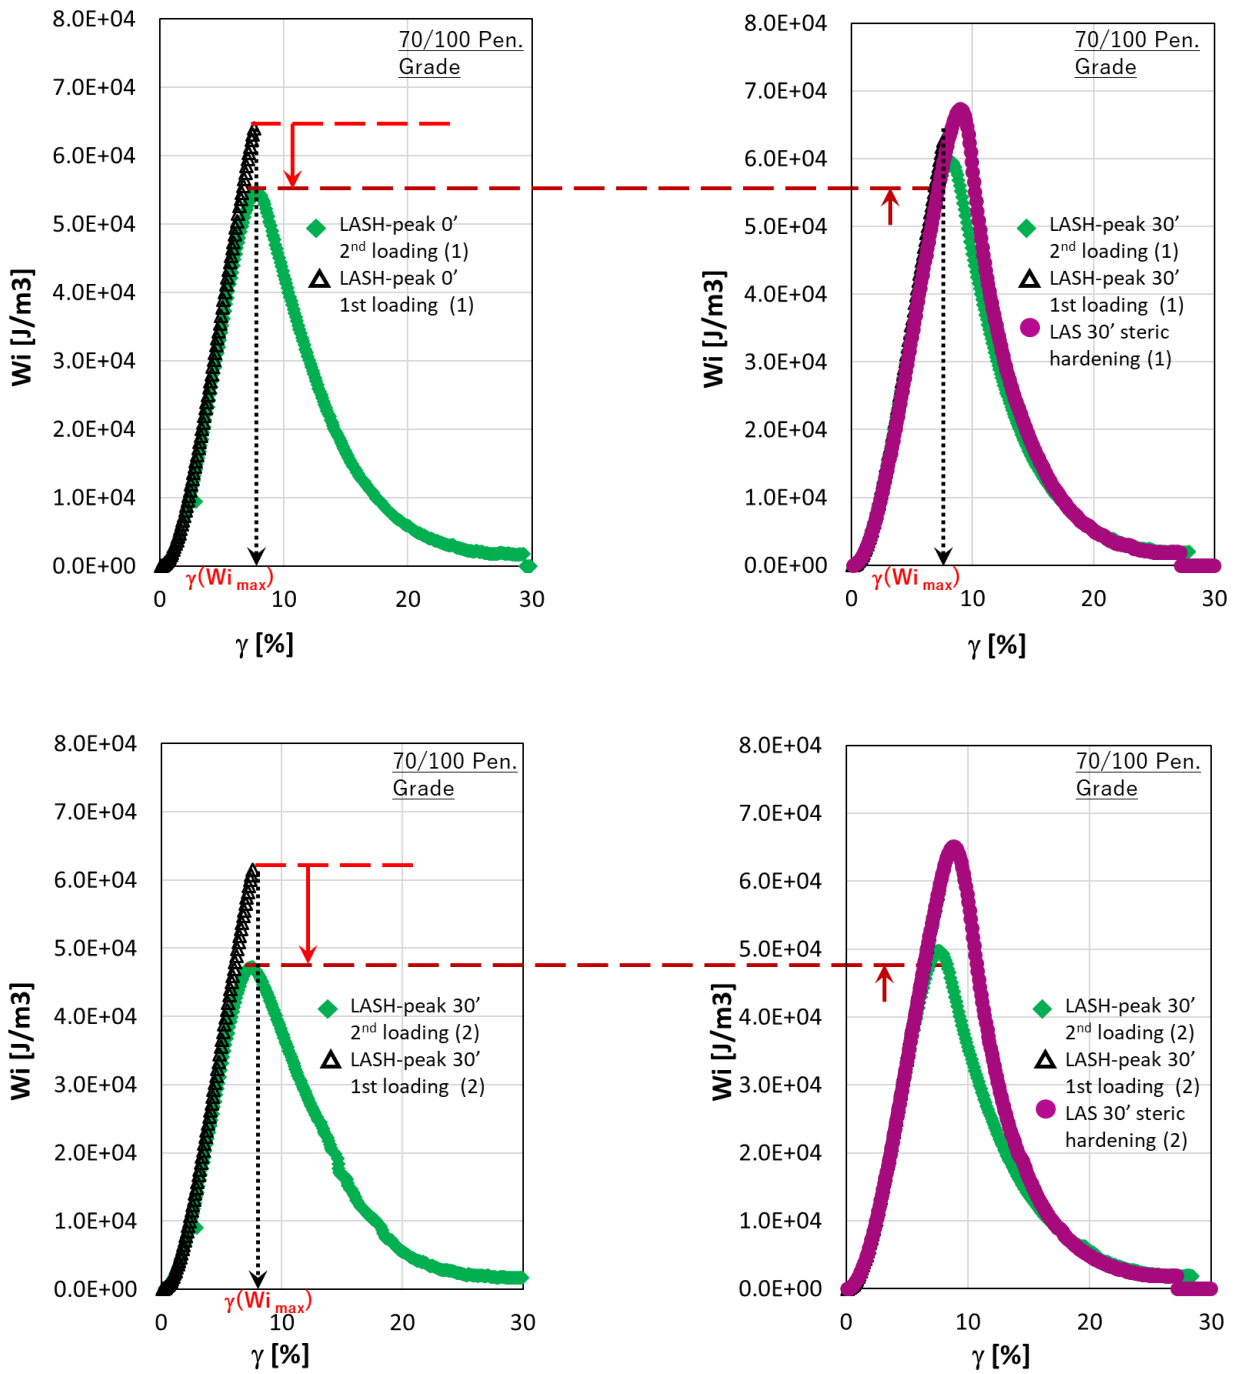 8.0E+04
7.0E+04
6.0E+04
5.0E+04
4.0E+04
3.0E+04
2.0E+04
1.0E+04
0.0E+00
Wi [J/m3]
70/100 Pen.
Grade
LASH-peak 0′
2nd loading (1)
LASH-peak 0′
1st loading (1)
γ(Wi max)
0 10 20 30
γ [%]
8.0E+04
7.0E+04
6.0E+04
5.0E+04
4.0E+04
3.0E+04
2.0E+04
1.0E+04
0.0E+00
Wi [J/m3]
70/100 Pen.
Grade
LASH-peak 30′
2nd loading (1)
LASH-peak 30′
1st loading (1)
LAS 30′ steric
hardening (1)
γ(Wi max)
0 10 20 30
γ [%]
8.0E+04
7.0E+04
6.0E+04
5.0E+04
4.0E+04
3.0E+04
2.0E+04
1.0E+04
0.0E+00
Wi [J/m3]
70/100 Pen.
Grade
LASH-peak 30′
2nd loading (2)
LASH-peak 30′
1st loading (2)
γ(Wi max)
0 10 20 30
γ [%]
8.0E+04
7.0E+04
6.0E+04
5.0E+04
4.0E+04
3.0E+04
2.0E+04
1.0E+04
0.0E+00
Wi [J/m3]
70/100 Pen.
Grade
LASH-peak 30′
2nd loading (2)
LASH-peak 30′
1st loading (2)
LAS 30′ steric
hardening (2)
0 10 20 30
γ [%]